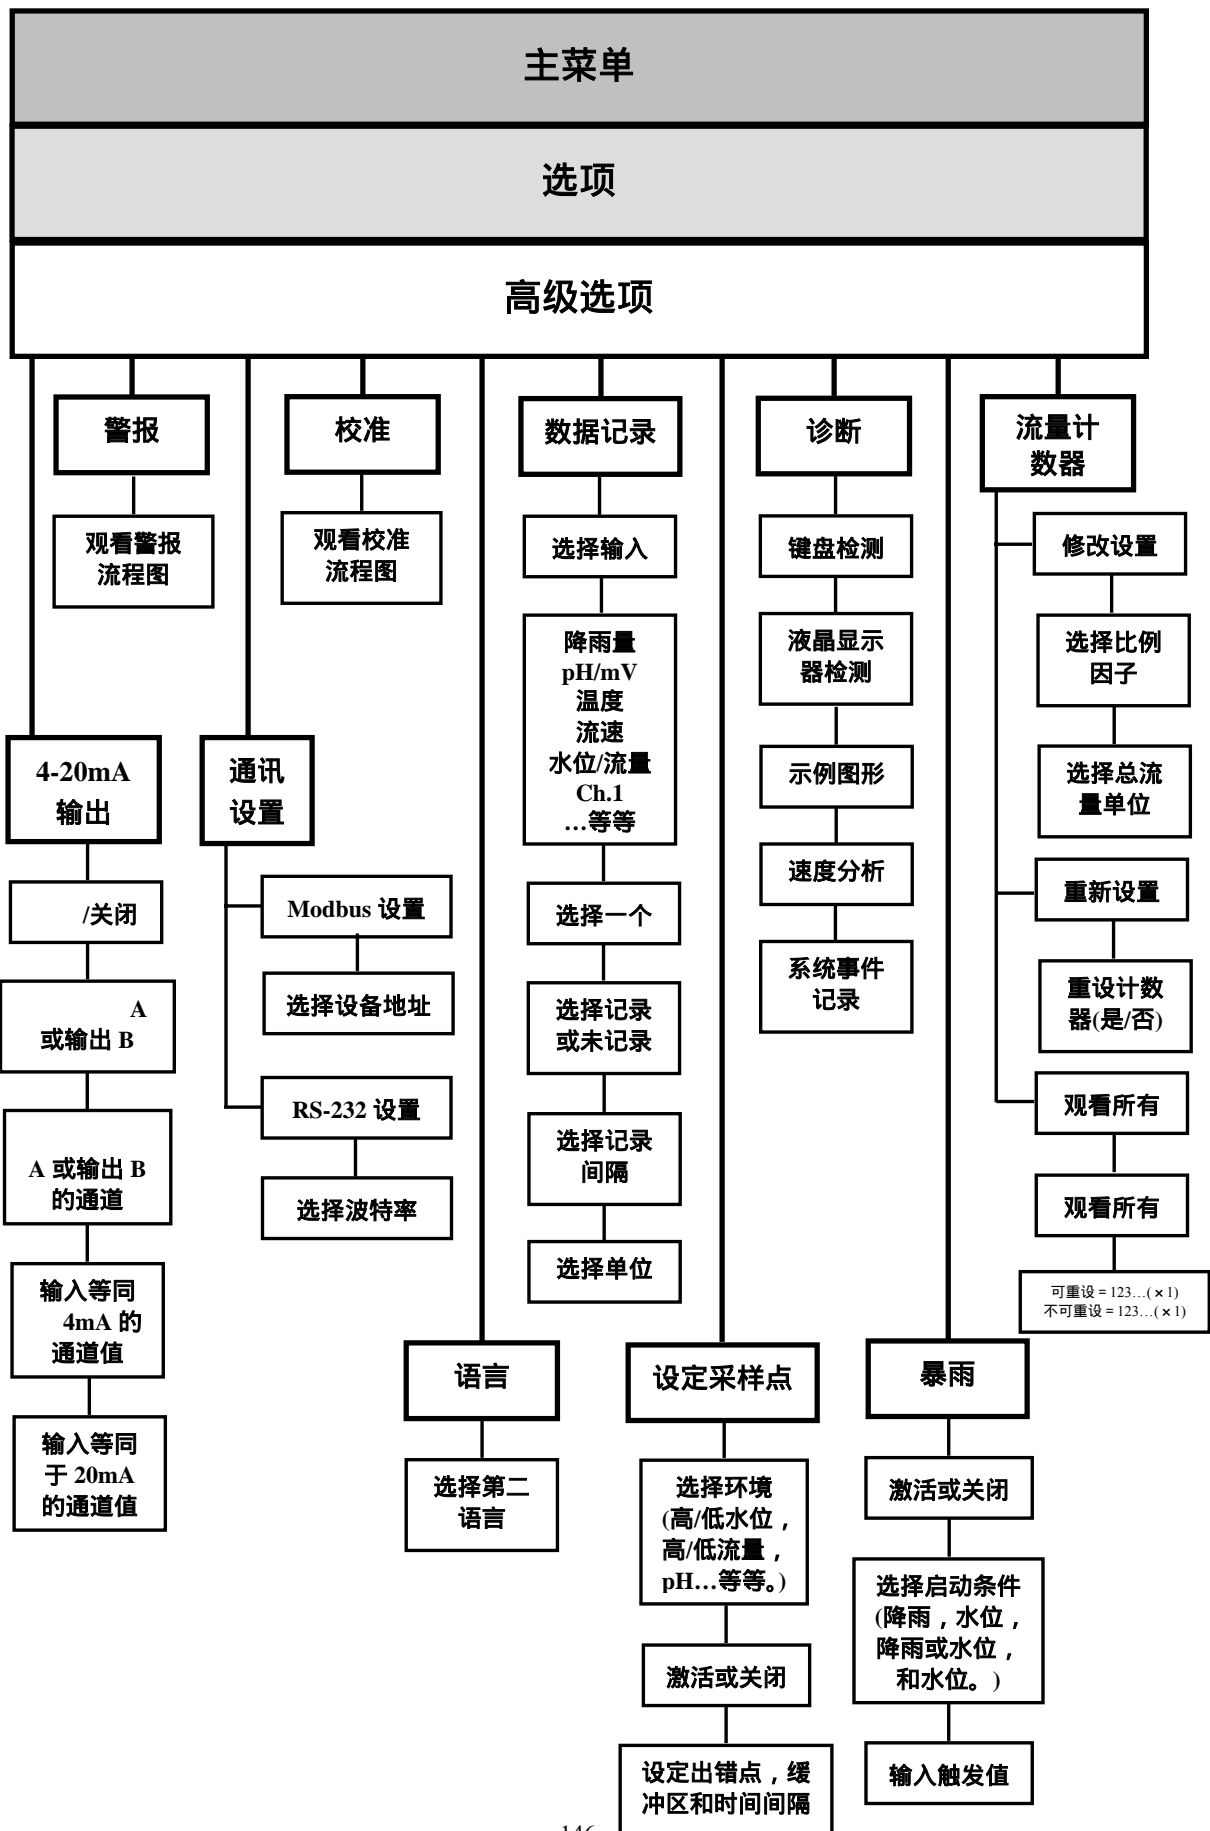 主菜单
选项
高级选项
警报
观看警报
流程图
校准
观看校准
流程图
数据记录
选择输入
降雨量
pH/mV
温度
流速
水位/流量
Ch.1
…等等
选择一个
选择记录
或未记录
选择记录
间隔
选择单位
诊断
键盘检测
液晶显示
器检测
示例图形
速度分析
系统事件
记录
流量计
数器
修改设置
选择比例
因子
选择总流
量单位
重新设置
重设计数
器(是/否)
观看所有
观看所有
可重设 = 123…( × 1)
不可重设 = 123…( × 1)
4-20mA
输出
/关闭
A
或输出 B
A 或输出 B
的通道
输入等同
4mA 的
通道值
输入等同
于 20mA
的通道值
通讯
设置
Modbus 设置
选择设备地址
RS-232 设置
选择波特率
语言
选择第二
语言
设定采样点
选择环境
(高/低水位，
高/低流量，
pH…等等。)
激活或关闭
设定出错点，缓
冲区和时间间隔
暴雨
激活或关闭
选择启动条件
(降雨，水位，
降雨或水位，
和水位。)
输入触发值